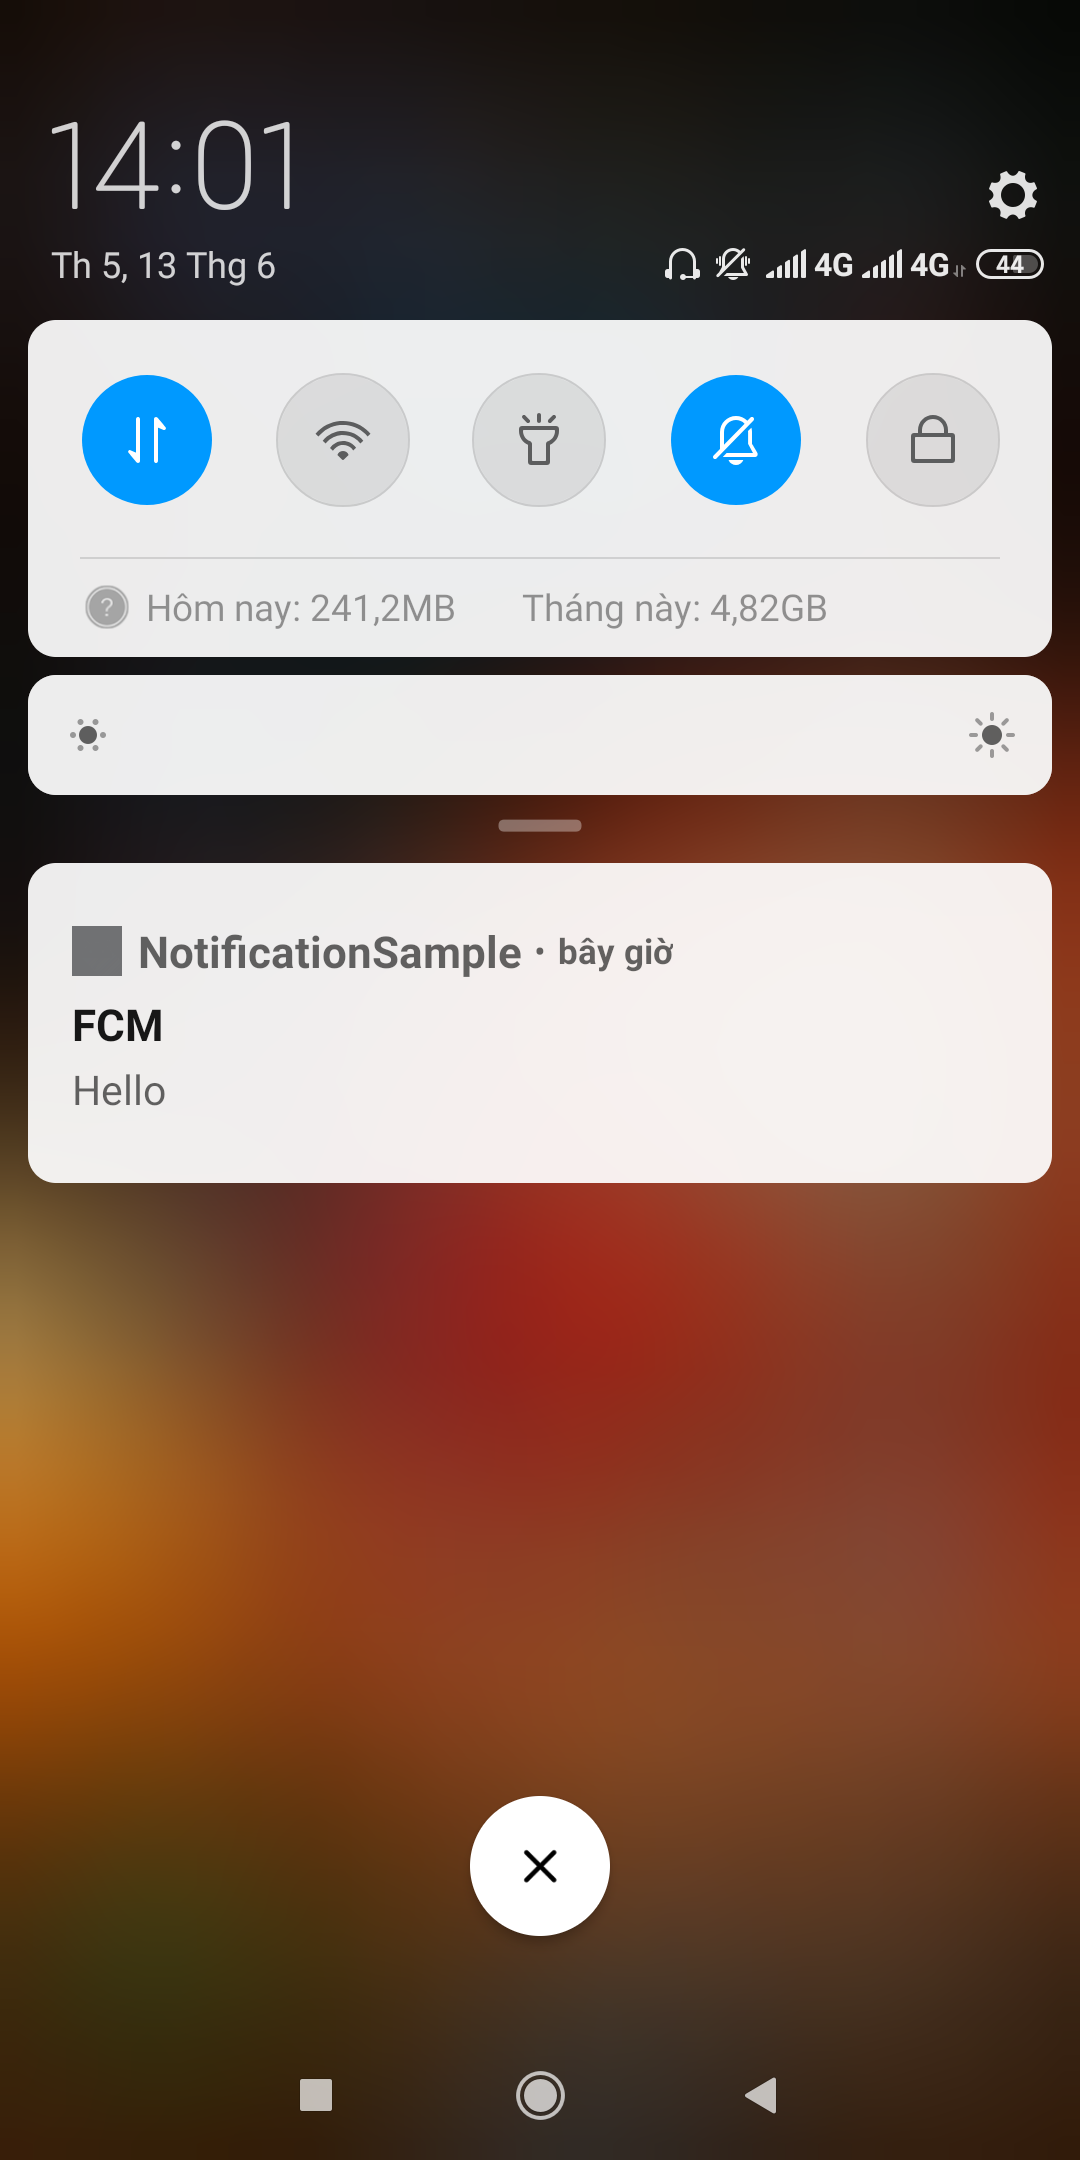 14:01
Th 5, 13 Thg 6
4G 4G 44
? Hôm nay: 241,2MB Tháng này: 4,82GB
NotificationSample • bây giờ
FCM
Hello